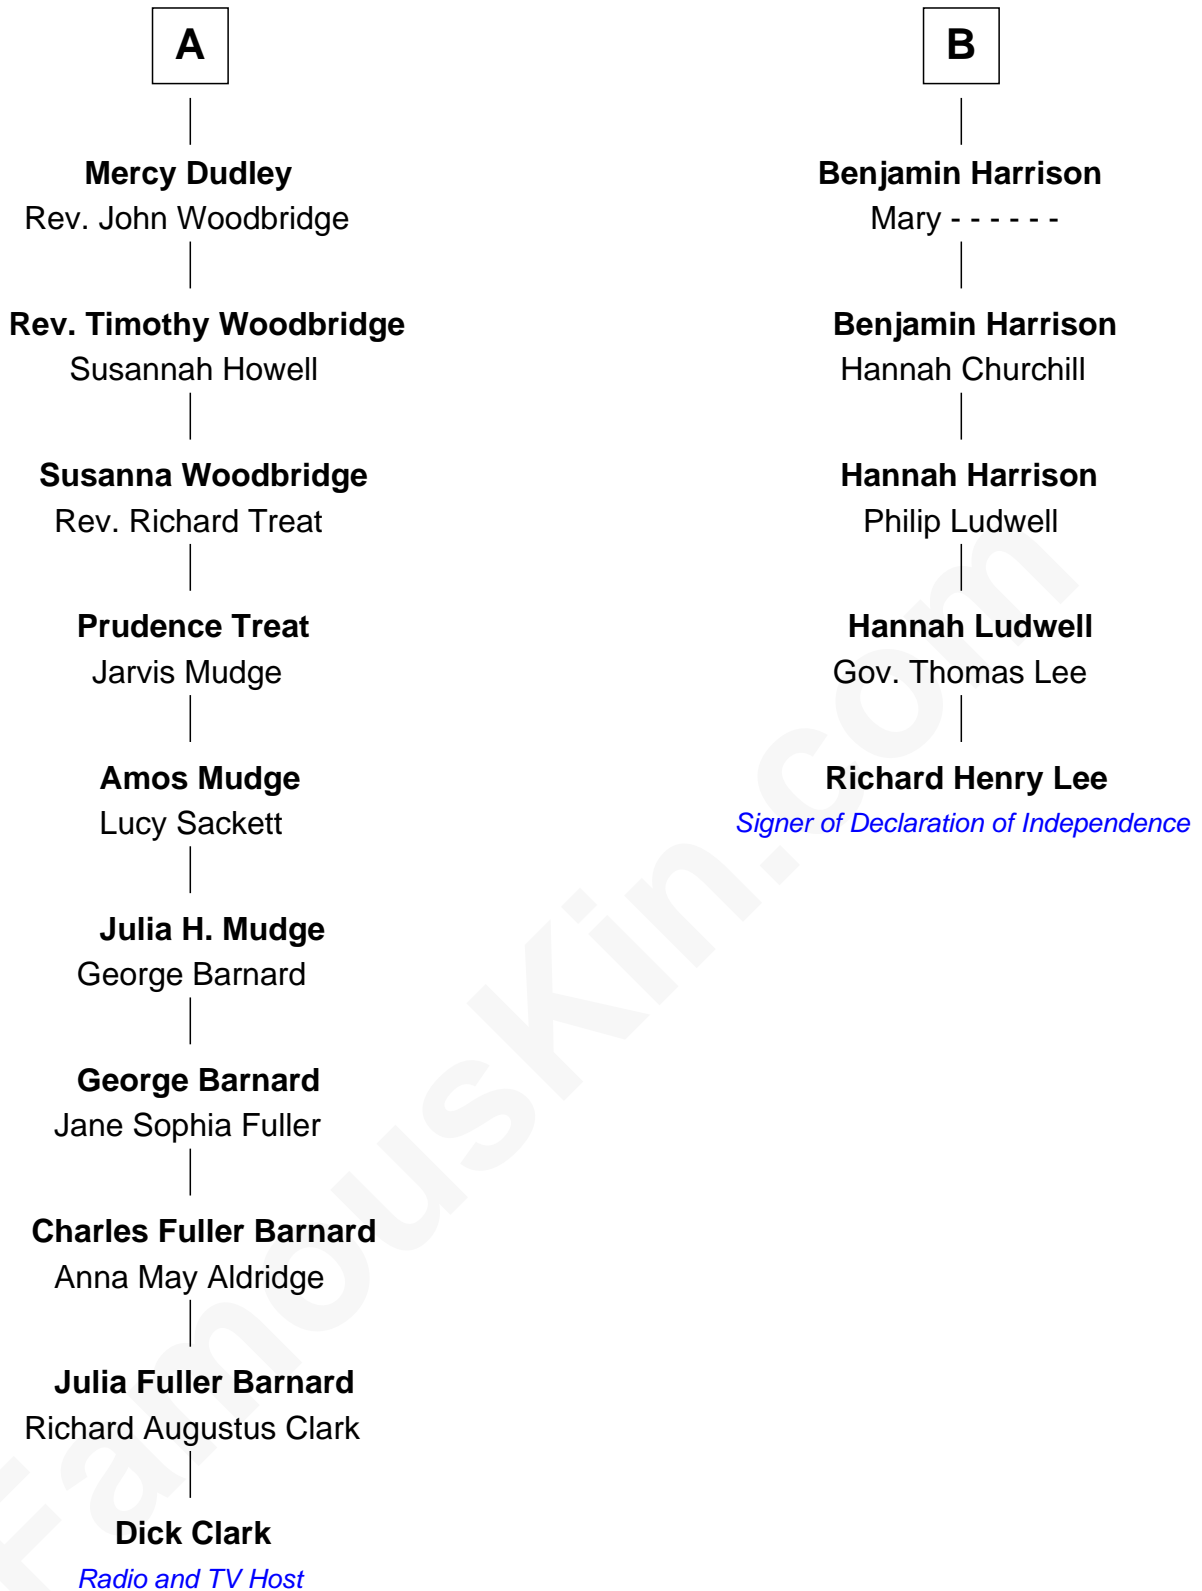 A
Mercy Dudley
Rev. John Woodbridge
Rev. Timothy Woodbridge
Susannah Howell
Susanna Woodbridge
Rev. Richard Treat
Prudence Treat
Jarvis Mudge
Amos Mudge
Lucy Sackett
Julia H. Mudge
George Barnard
George Barnard
Jane Sophia Fuller
Charles Fuller Barnard
Anna May Aldridge
Julia Fuller Barnard
Richard Augustus Clark
Dick Clark
Radio and TV Host
B
Benjamin Harrison
Mary - - - - - -
Benjamin Harrison
Hannah Churchill
Hannah Harrison
Philip Ludwell
Hannah Ludwell
Gov. Thomas Lee
Richard Henry Lee
Signer of Declaration of Independence
FamousKin.com